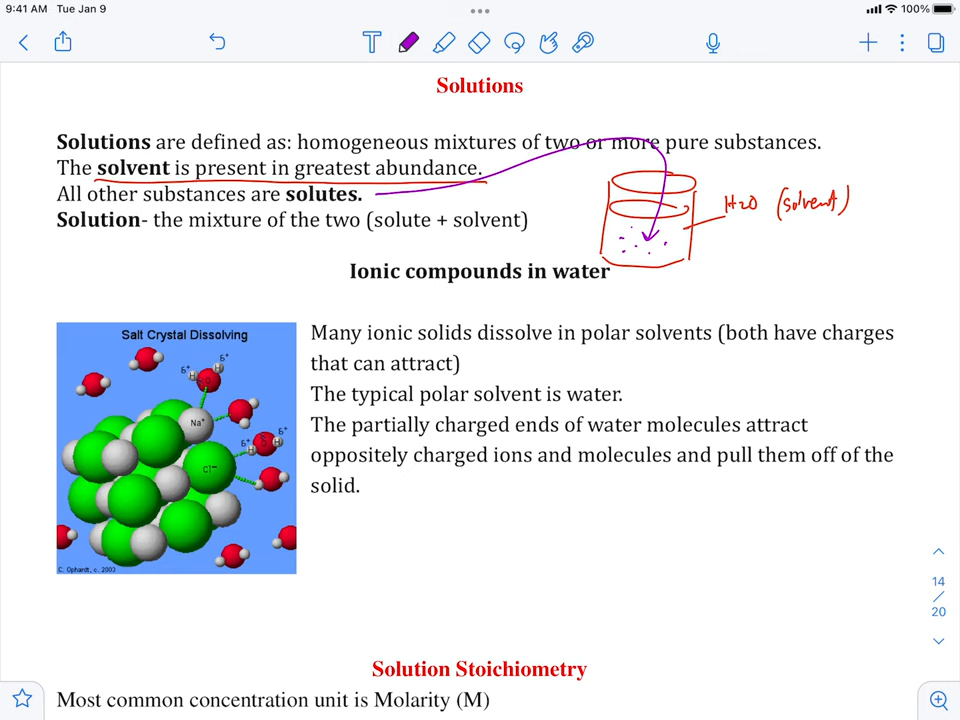 9:41 AM Tue Jan 9
100%
Solutions
Solutions are defined as: homogeneous mixtures of two or more pure substances.
The solvent is present in greatest abundance.
All other substances are solutes.
Solution- the mixture of the two (solute + solvent)
H2O (solvent)
Ionic compounds in water
Salt Crystal Dissolving
δ+ H O H δ+
Na+
δ+ H O H δ+
Cl−
C. Ophardt, c. 2003
Many ionic solids dissolve in polar solvents (both have charges
that can attract)
The typical polar solvent is water.
The partially charged ends of water molecules attract
oppositely charged ions and molecules and pull them off of the
solid.
14
/
20
Solution Stoichiometry
Most common concentration unit is Molarity (M)